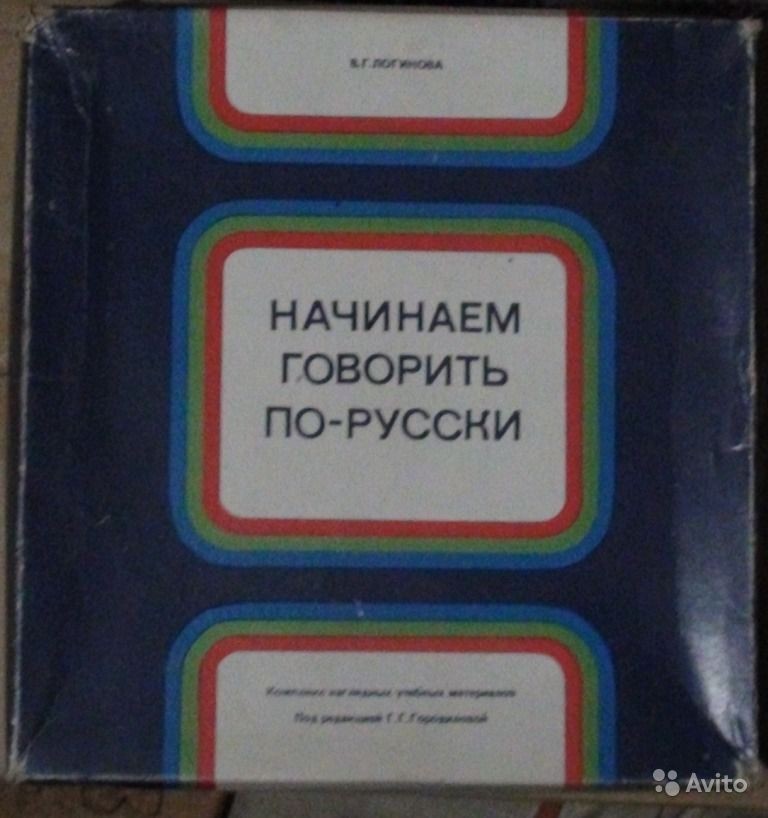 В.Г.ЛОГИНОВА
НАЧИНАЕМ
ГОВОРИТЬ
ПО-РУССКИ
Комплекс наглядных учебных материалов
Под редакцией Г.Г.Городиловой
Avito